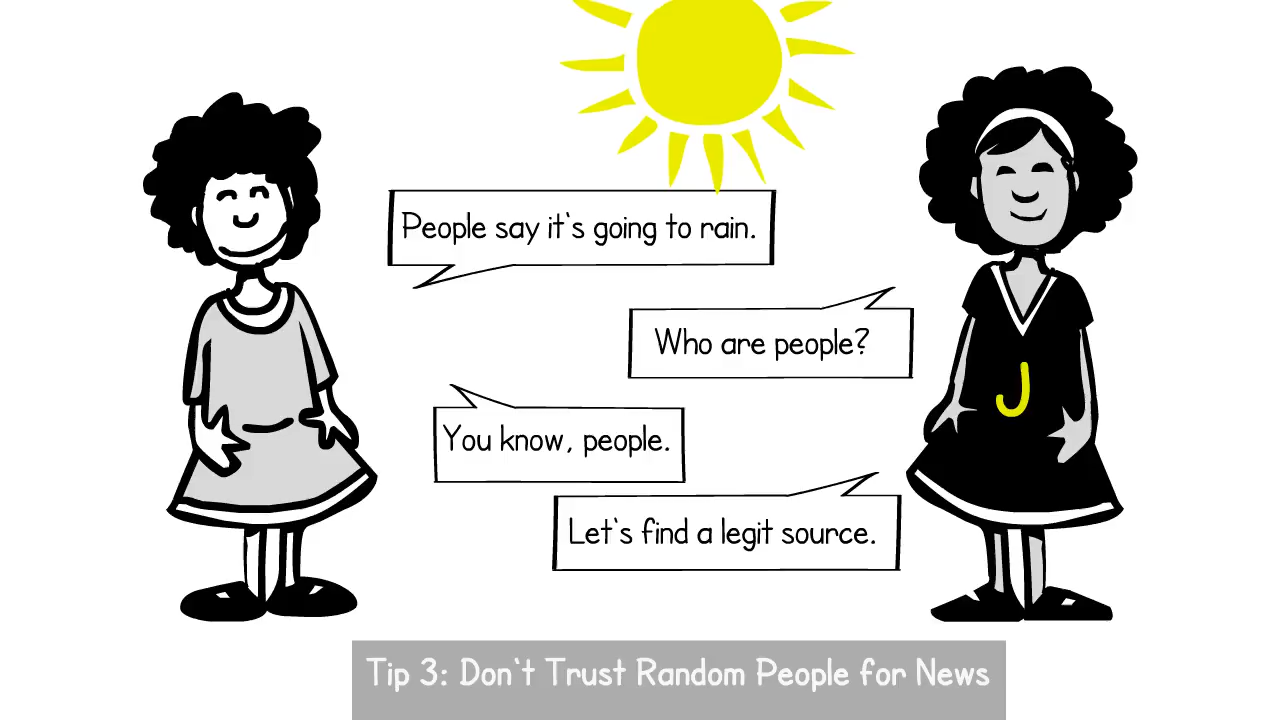 People say it's going to rain.
Who are people?
J
You know, people.
Let's find a legit source.
Tip 3: Don't Trust Random People for News